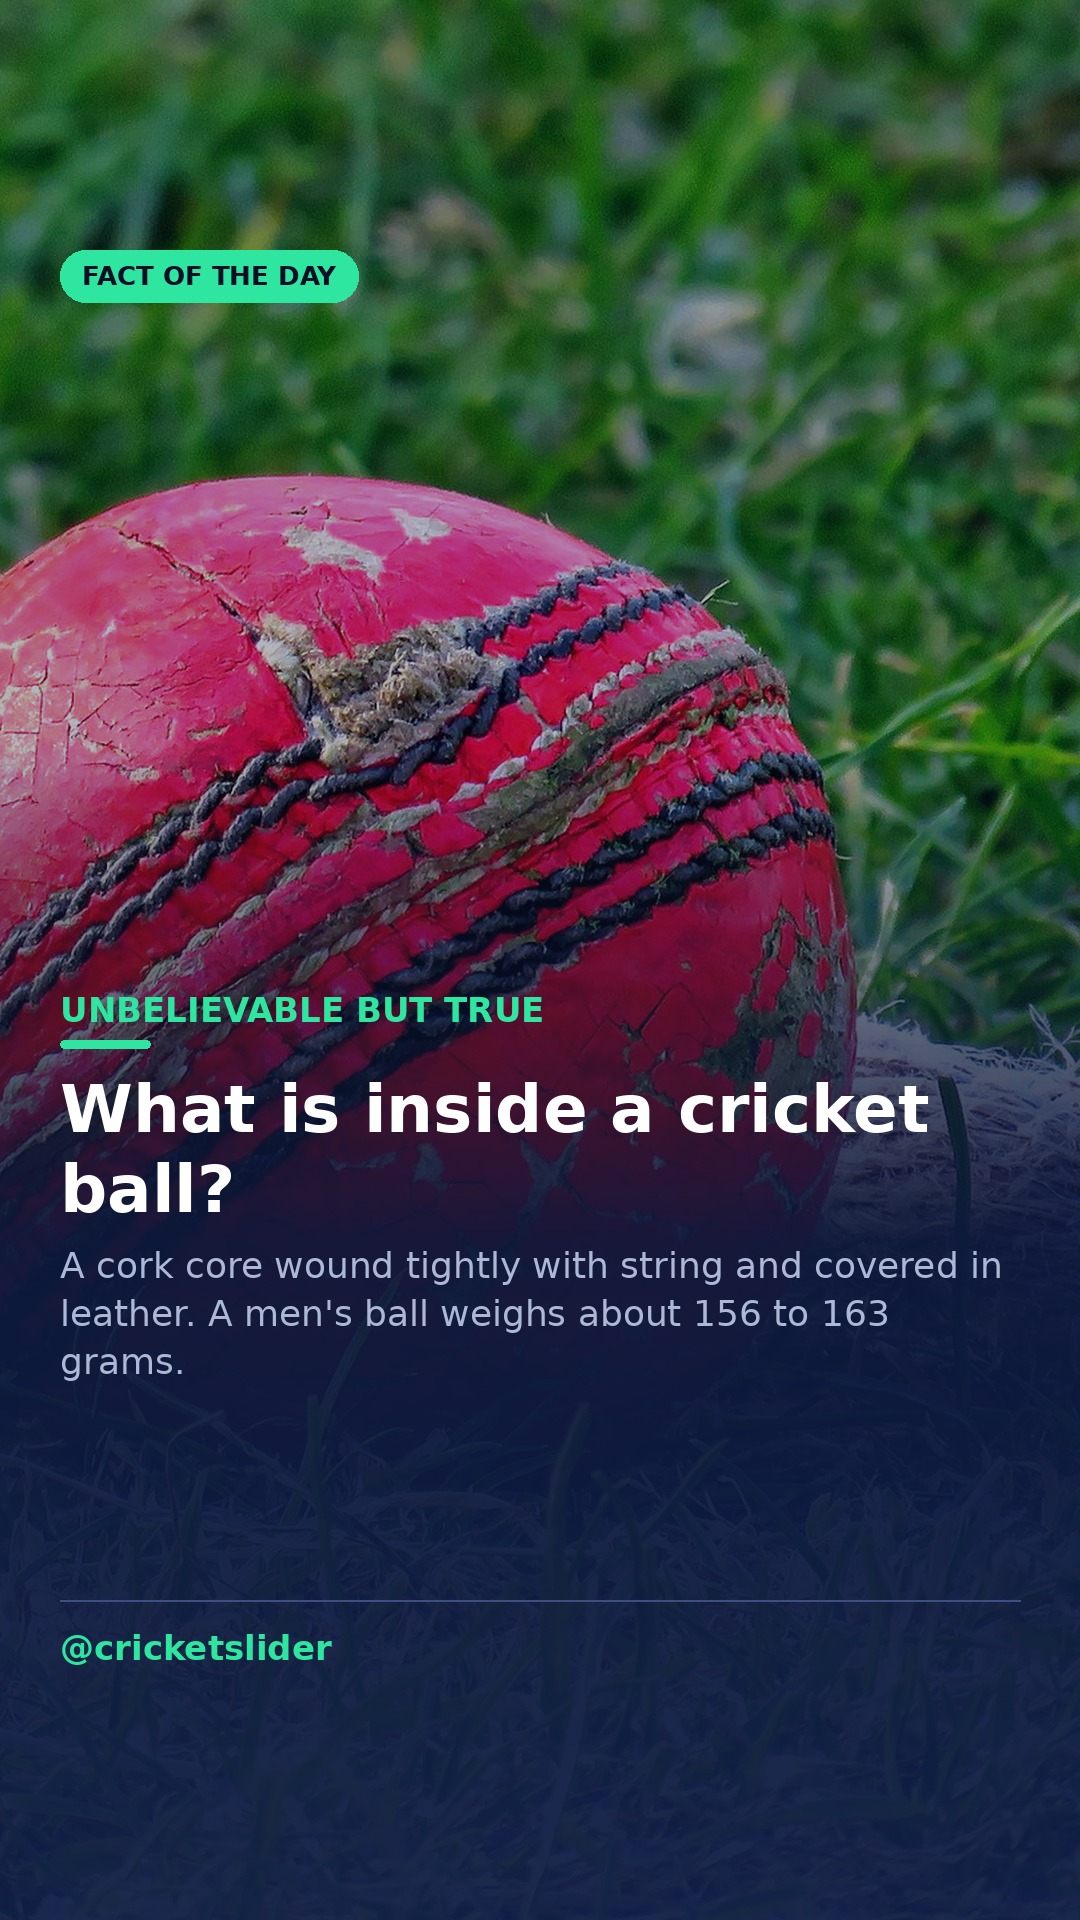 FACT OF THE DAY
UNBELIEVABLE BUT TRUE
What is inside a cricket
ball?
A cork core wound tightly with string and covered in
leather. A men's ball weighs about 156 to 163
grams.
@cricketslider